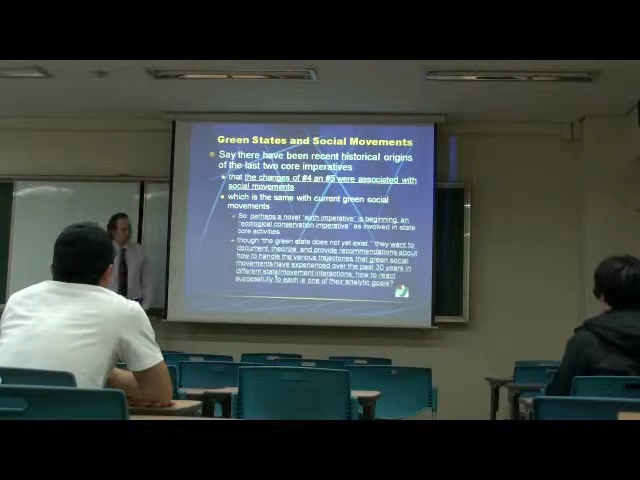 Green States and Social Movements
Say there have been recent historical origins
of the last two core imperatives
that the changes of #4 an #5 were associated with
social movements
which is the same with current green social
movements
So perhaps a novel "sixth imperative" is beginning, an
"ecological conservation imperative" as involved in state
core activities
though "the green state does not yet exist," they want to
document, theorize, and provide recommendations about
how to handle the various trajectories that green social
movements have experienced over the past 30 years in
different state/movement interactions, how to react
successfully to each is one of their analytic goals?